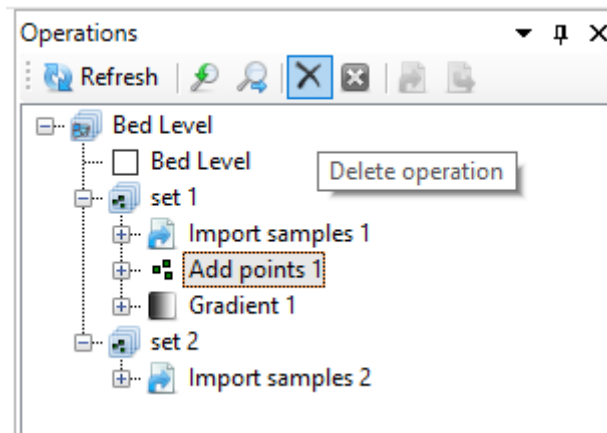 Operations
Refresh
Bed Level
Bed Level
Delete operation
set 1
Import samples 1
Add points 1
Gradient 1
set 2
Import samples 2